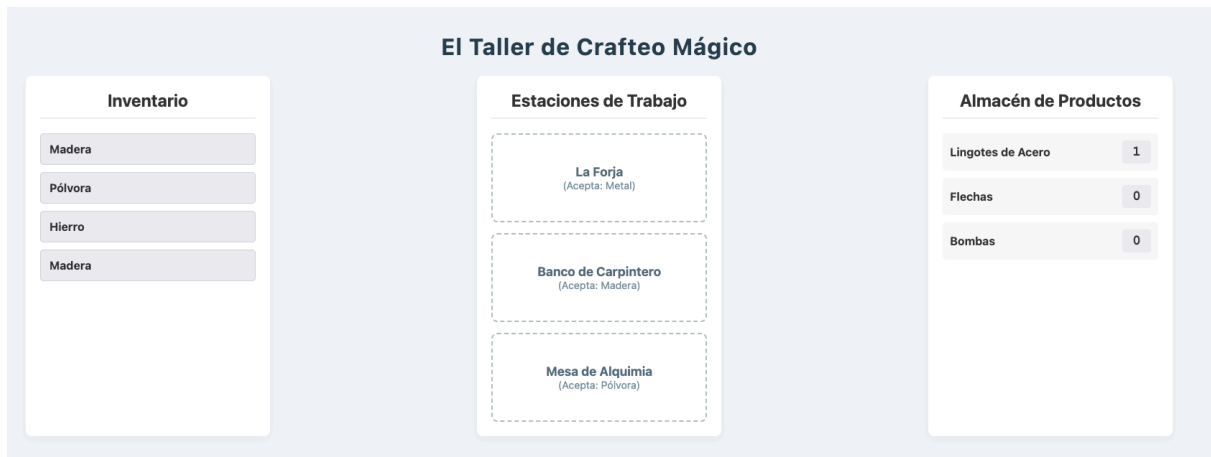 El Taller de Crafteo Mágico
Inventario
Madera
Pólvora
Hierro
Madera
Estaciones de Trabajo
La Forja
(Acepta: Metal)
Banco de Carpintero
(Acepta: Madera)
Mesa de Alquimia
(Acepta: Pólvora)
Almacén de Productos
Lingotes de Acero 1
Flechas 0
Bombas 0